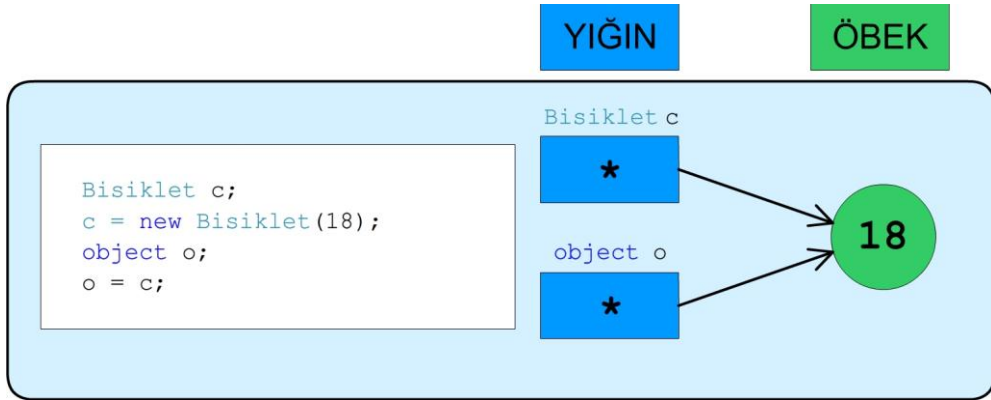 YIĞIN
ÖBEK
Bisiklet c;
c = new Bisiklet(18);
object o;
o = c;
Bisiklet c
*
object o
*
18